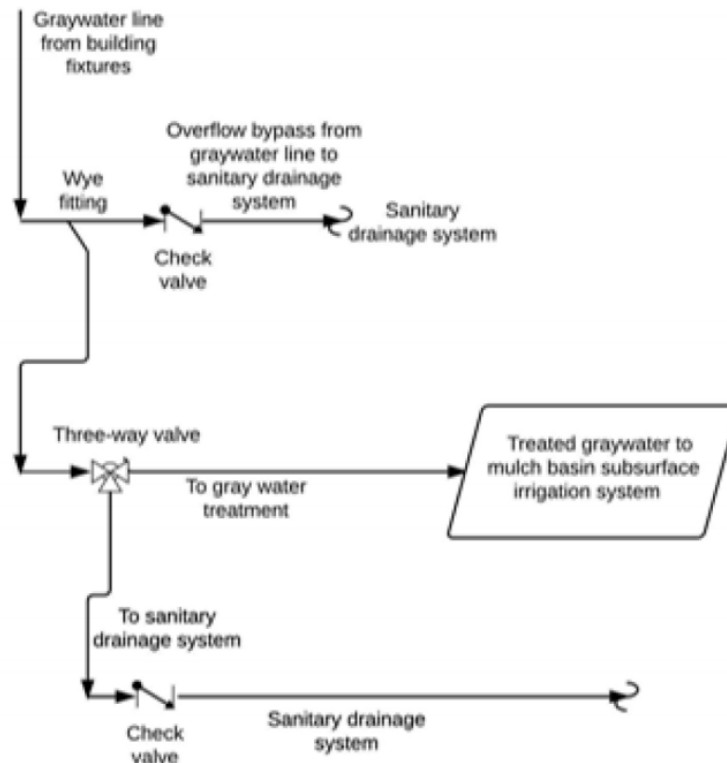 Graywater line
from building
fixtures
Overflow bypass from
graywater line to
sanitary drainage
system
Wye
fitting
Sanitary
drainage system
Check
valve
Three-way valve
Treated graywater to
mulch basin subsurface
irrigation system
To gray water
treatment
To sanitary
drainage system
Sanitary drainage
system
Check
valve